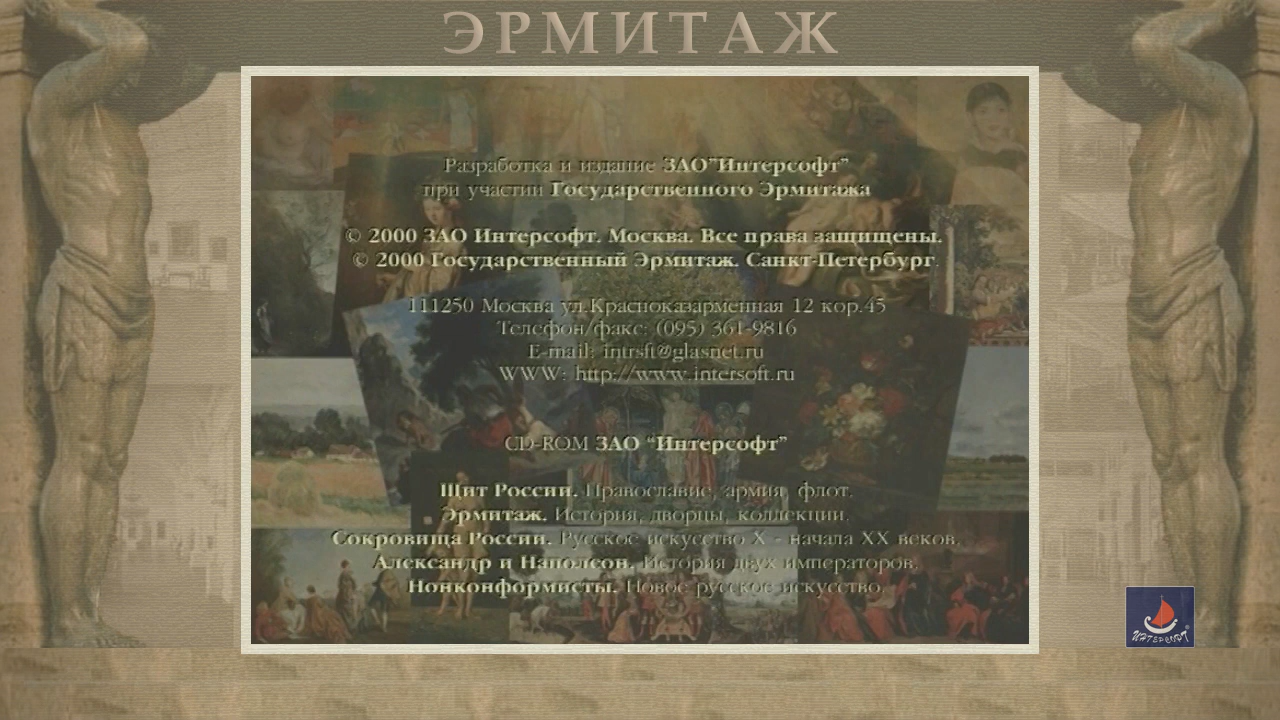 ЭРМИТАЖ
Разработка и издание ЗАО"Интерсофт"
при участии Государственного Эрмитажа
© 2000 ЗАО Интерсофт. Москва. Все права защищены.
© 2000 Государственный Эрмитаж. Санкт-Петербург.
111250 Москва ул.Красноказарменная 12 кор.45
Телефон/факс: (095) 361-9816
E-mail: intrsft@glasnet.ru
WWW: http://www.intersoft.ru
CD-ROM ЗАО “Интерсофт”
Щит России. Православие, армия, флот.
Эрмитаж. История, дворцы, коллекции.
Сокровища России. Русское искусство X - начала XX веков.
Александр и Наполеон. История двух императоров.
Нонконформисты. Новое русское искусство.
ИНТЕРСОФТ